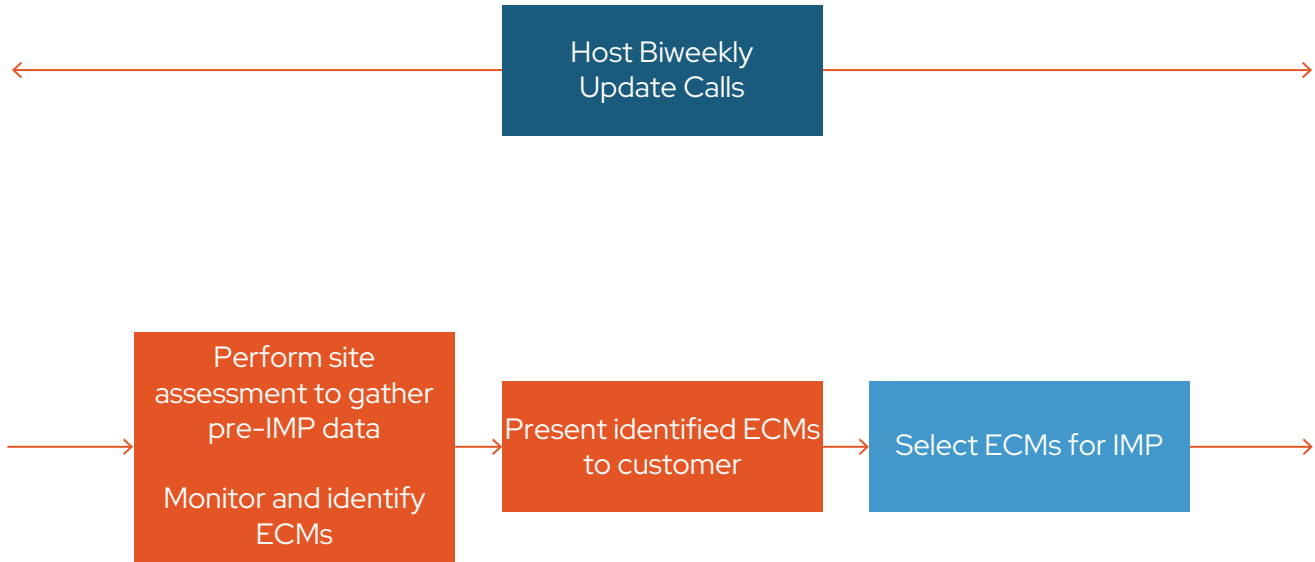 Host Biweekly
Update Calls
Perform site
assessment to gather
pre-IMP data
Monitor and identify
ECMs
Present identified ECMs
to customer
Select ECMs for IMP